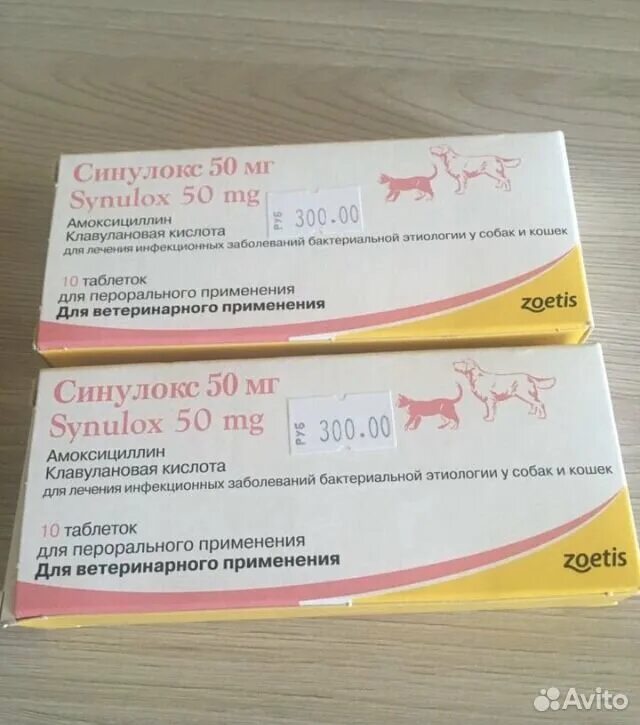 Синулокс 50 мг
Synulox 50 mg
РУБ 300.00
Амоксициллин
Клавулановая кислота
для лечения инфекционных заболеваний бактериальной этиологии у собак и кошек
10 таблеток
для перорального применения
Для ветеринарного применения
zoetis
Синулокс 50 мг
Synulox 50 mg
РУБ 300.00
Амоксициллин
Клавулановая кислота
для лечения инфекционных заболеваний бактериальной этиологии у собак и кошек
10 таблеток
для перорального применения
Для ветеринарного применения
zoetis
Avito